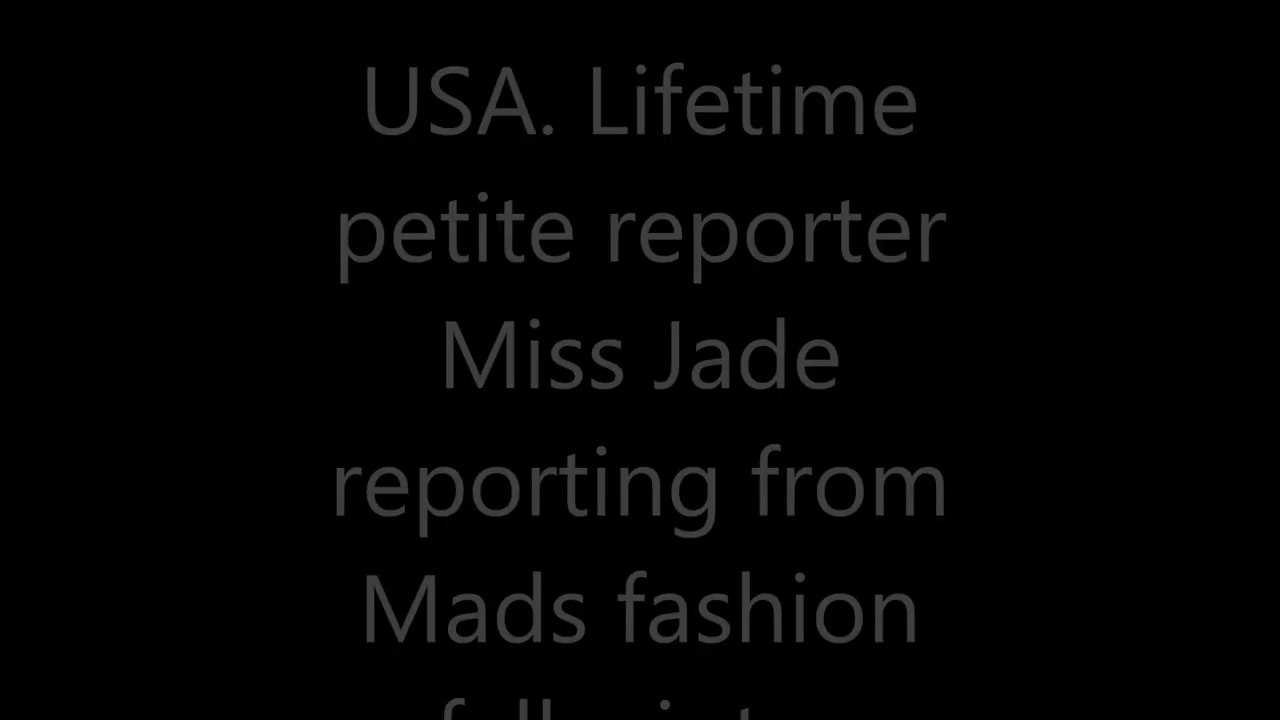 USA. Lifetime
petite reporter
Miss Jade
reporting from
Mads fashion